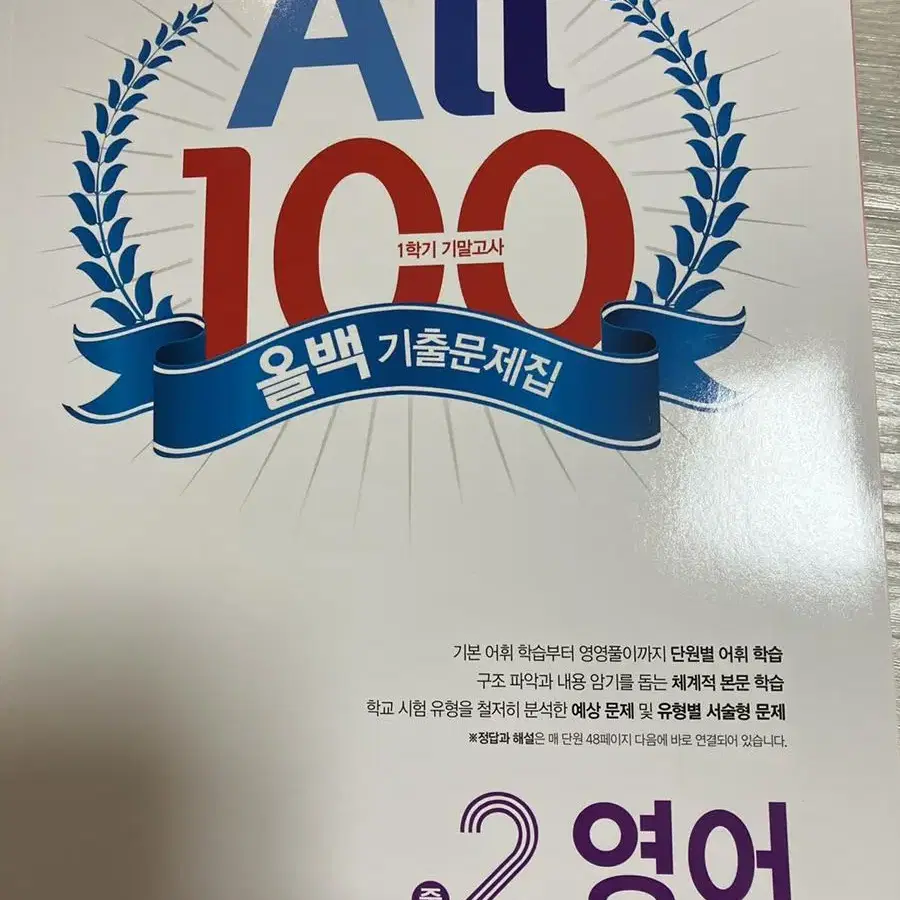 All
100
1학기 기말고사
올백 기출문제집
기본 어휘 학습부터 영영풀이까지 단원별 어휘 학습
구조 파악과 내용 암기를 돕는 체계적 본문 학습
학교 시험 유형을 철저히 분석한 예상 문제 및 유형별 서술형 문제
※정답과 해설은 매 단원 48페이지 다음에 바로 연결되어 있습니다.
중2 영어